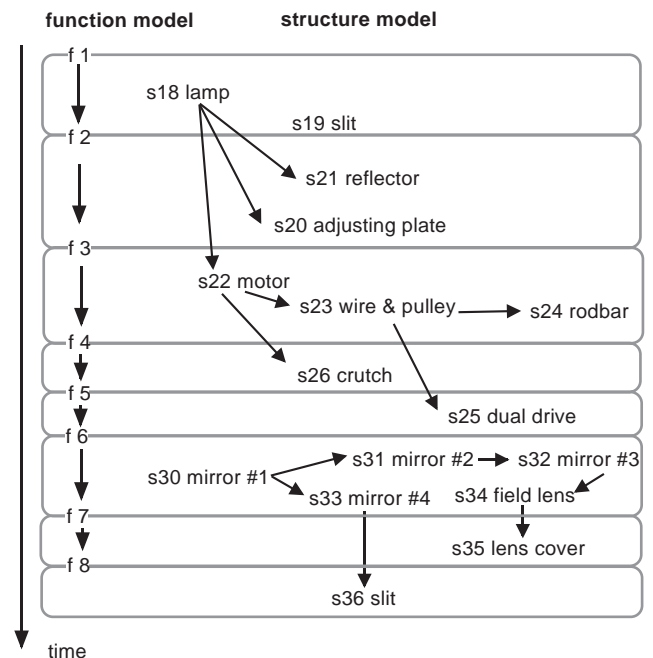 function model
structure model
f 1
s18 lamp
s19 slit
f 2
s21 reflector
s20 adjusting plate
f 3
s22 motor
s23 wire & pulley
s24 rodbar
f 4
s26 crutch
f 5
s25 dual drive
f 6
s31 mirror #2
s32 mirror #3
s30 mirror #1
s33 mirror #4
s34 field lens
f 7
s35 lens cover
f 8
s36 slit
time